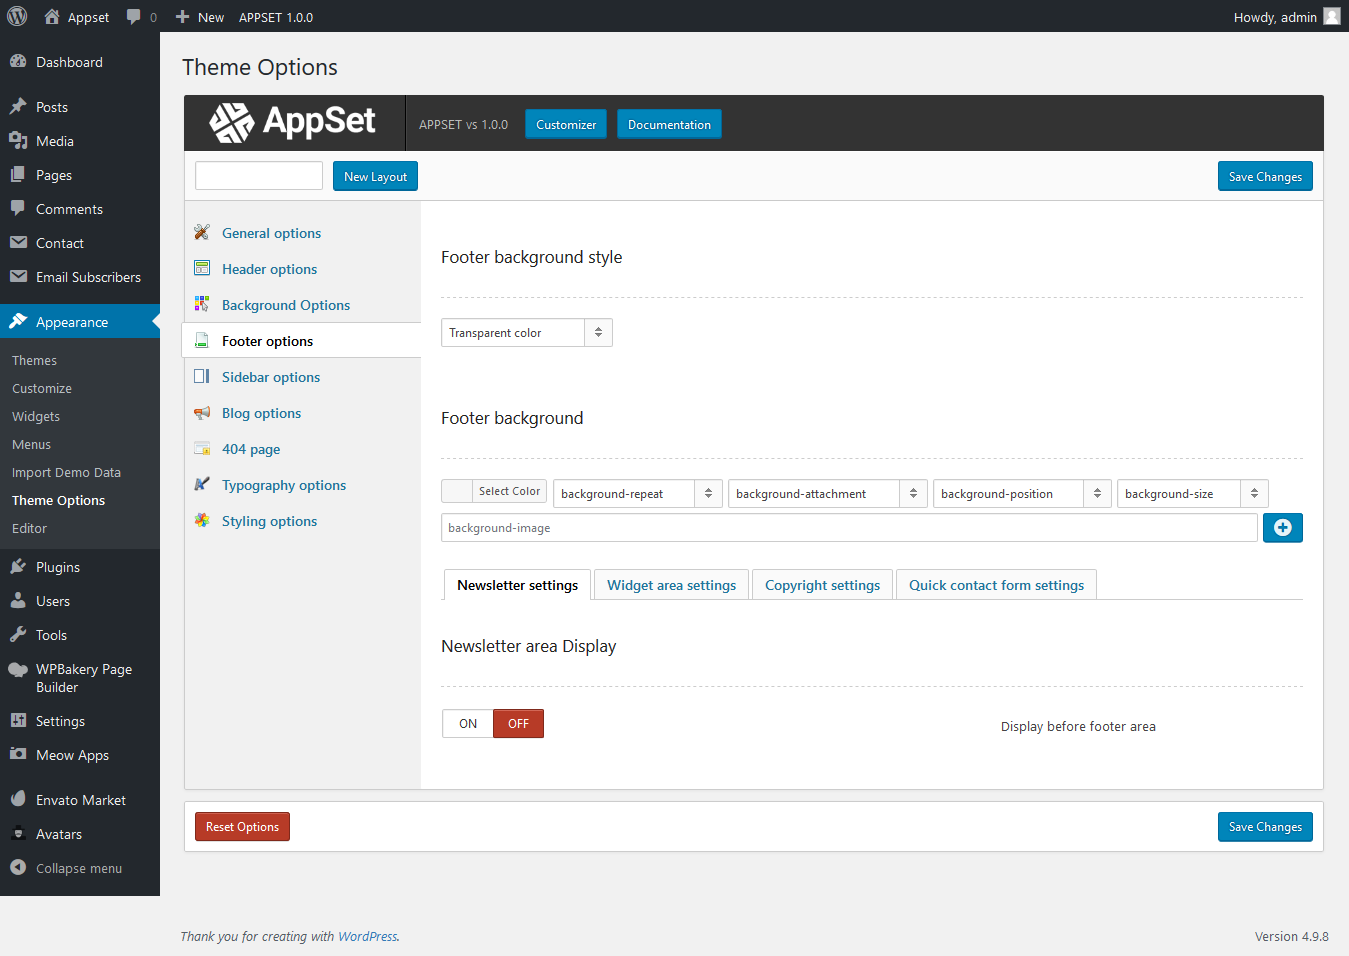 Appset 0 New APPSET 1.0.0 Howdy, admin
Dashboard
Posts
Media
Pages
Comments
Contact
Email Subscribers
Appearance
Themes
Customize
Widgets
Menus
Import Demo Data
Theme Options
Editor
Plugins
Users
Tools
WPBakery Page
Builder
Settings
Meow Apps
Envato Market
Avatars
Collapse menu
Theme Options
AppSet APPSET vs 1.0.0 Customizer Documentation
New Layout Save Changes
General options
Header options
Background Options
Footer options
Sidebar options
Blog options
404 page
Typography options
Styling options
Footer background style
Transparent color
Footer background
Select Color background-repeat background-attachment background-position background-size
background-image
Newsletter settings Widget area settings Copyright settings Quick contact form settings
Newsletter area Display
ON OFF Display before footer area
Reset Options Save Changes
Thank you for creating with WordPress. Version 4.9.8